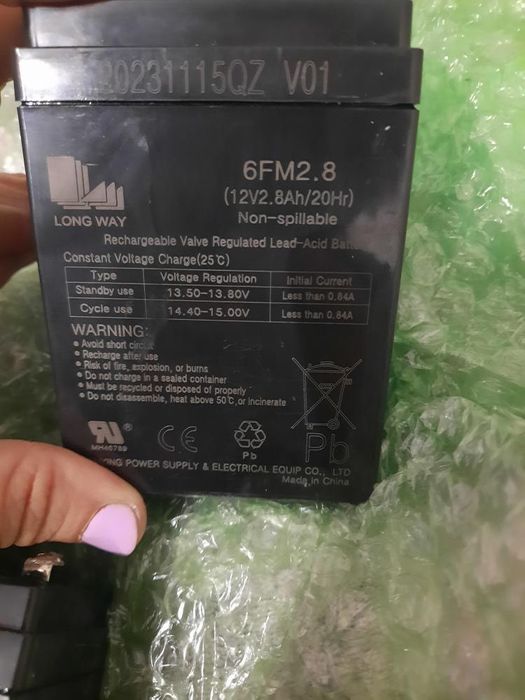 20231115QZ V01
LONG WAY
6FM2.8
(12V2.8Ah/20Hr)
Non-spillable
Rechargeable Valve Regulated Lead-Acid
Constant Voltage Charge(25℃)
Type Voltage Regulation Initial Current
Standby use 13.50-13.80V Less than 0.84A
Cycle use 14.40-15.00V Less than 0.84A
WARNING:
• Avoid short circuit
• Recharge after use
• Risk of fire, explosion, or burns
• Do not charge in a sealed container
• Must be recycled or disposed of properly
• Do not disassemble, heat above 50℃ or incinerate
RU®
MH46789
CE
Pb
Pb
POWER SUPPLY & ELECTRICAL EQUIP CO., LTD
Made in China